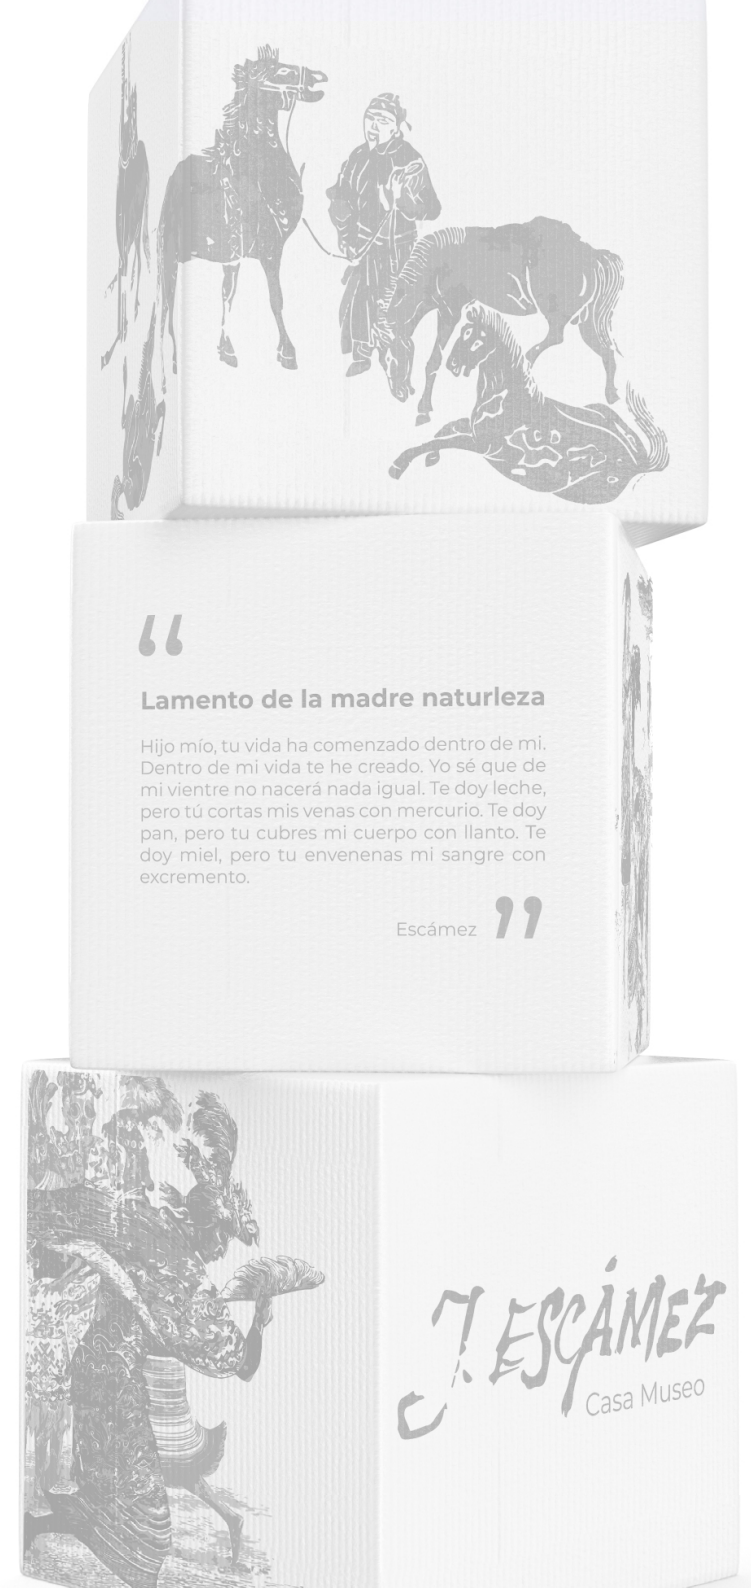 “
Lamento de la madre naturleza
Hijo mío, tu vida ha comenzado dentro de mi.
Dentro de mi vida te he creado. Yo sé que de
mi vientre no nacerá nada igual. Te doy leche,
pero tú cortas mis venas con mercurio. Te doy
pan, pero tu cubres mi cuerpo con llanto. Te
doy miel, pero tu envenenas mi sangre con
excremento.
Escámez ”
J. ESCÁMEZ
Casa Museo